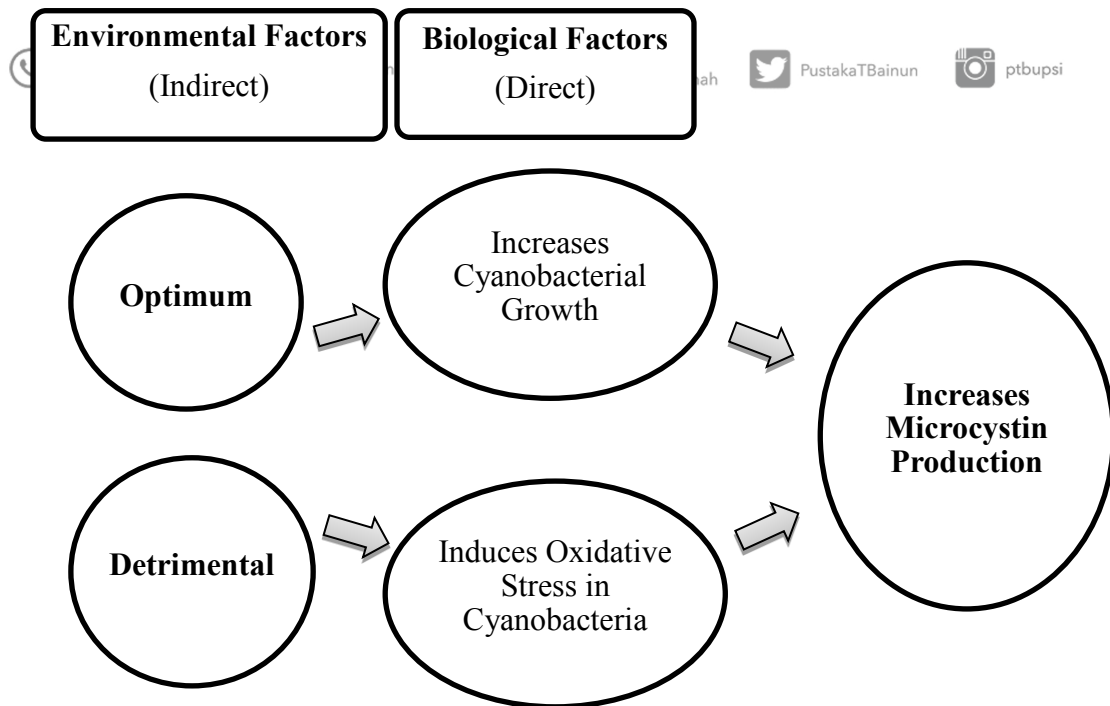 Environmental Factors
(Indirect)
Biological Factors
(Direct)
PustakaTBainun
ptbupsi
Optimum
Increases
Cyanobacterial
Growth
Increases
Microcystin
Production
Detrimental
Induces Oxidative
Stress in
Cyanobacteria